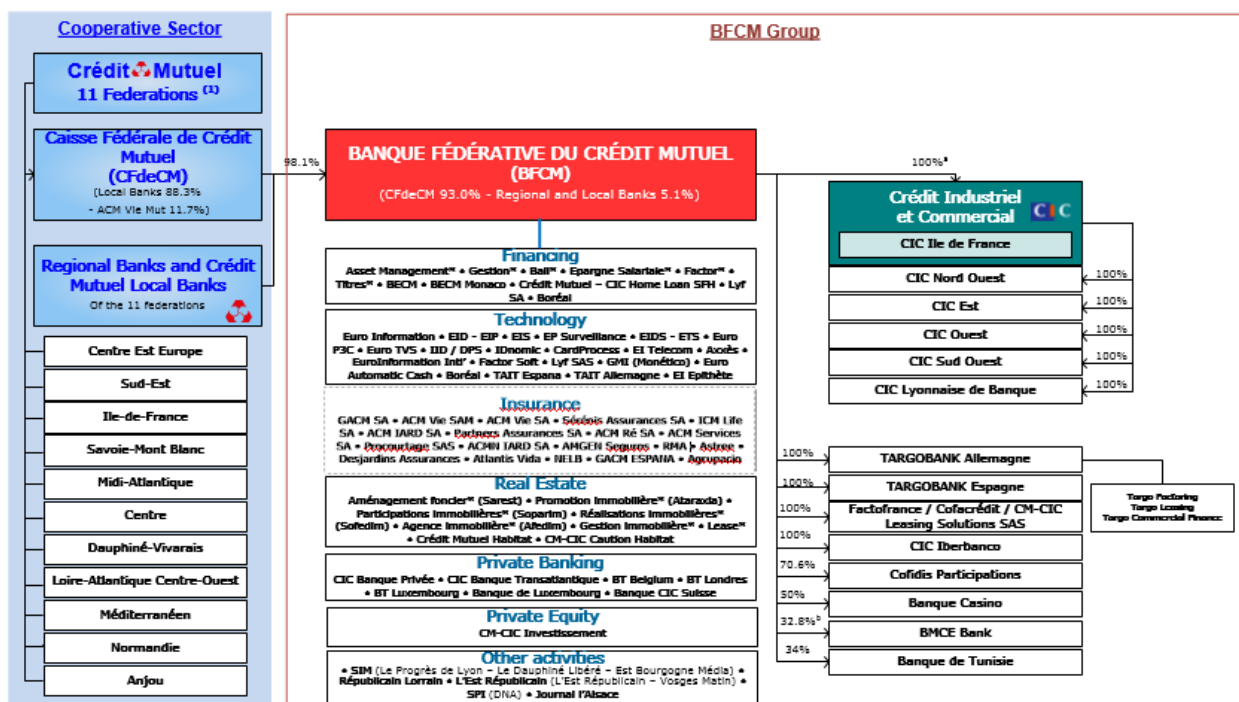 Cooperative Sector
Crédit Mutuel
11 Federations (1)
Caisse Fédérale de Crédit
Mutuel
(CFdeCM)
(Local Banks 88.3%
- ACM Vie Mut 11.7%)
Regional Banks and Crédit
Mutuel Local Banks
Of the 11 federations
Centre Est Europe
Sud-Est
Ile-de-France
Savoie-Mont Blanc
Midi-Atlantique
Centre
Dauphiné-Vivarais
Loire-Atlantique Centre-Ouest
Méditerranéen
Normandie
Anjou
BFCM Group
98.1%
BANQUE FÉDÉRATIVE DU CRÉDIT MUTUEL
(BFCM)
(CFdeCM 93.0% - Regional and Local Banks 5.1%)
Financing
Asset Management* • Gestion* • Bail* • Epargne Salariale* • Factor* •
Titres* • BECM • BECM Monaco • Crédit Mutuel – CIC Home Loan SFH • Lyf
SA • Boréal
Technology
Euro Information • EID - EIP • EIS • EP Surveillance • EIDS - ETS • Euro
P3C • Euro TVS • IID / DPS • IDnomic • CardProcess • EI Telecom • Axxès •
EuroInformation Intl' • Factor Soft • Lyf SAS • GMI (Monético) • Euro
Automatic Cash • Boréal • TAIT Espana • TAIT Allemagne • EI Epithète
Insurance
GACM SA • ACM Vie SAM • ACM Vie SA • Sérénis Assurances SA • ICM Life
SA • ACM IARD SA • Partners Assurances SA • ACM Ré SA • ACM Services
SA • Procourtage SAS • ACMN IARD SA • AMGEN Seguros • RMA • Astree •
Desjardins Assurances • Atlantis Vida • NELB • GACM ESPANA • Agrupacio
Real Estate
Aménagement foncier* (Sarest) • Promotion Immobilière* (Ataraxia) •
Participations Immobilières* (Soparim) • Réalisations Immobilières*
(Sofedim) • Agence Immobilière* (Afedim) • Gestion Immobilière* • Lease*
• Crédit Mutuel Habitat • CM-CIC Caution Habitat
Private Banking
CIC Banque Privée • CIC Banque Transatlantique • BT Belgium • BT Londres
• BT Luxembourg • Banque de Luxembourg • Banque CIC Suisse
Private Equity
CM-CIC Investissement
Other activities
• SIM (Le Progrès de Lyon – Le Dauphiné Libéré – Est Bourgogne Média) •
Républicain Lorrain • L'Est Républicain (L'Est Républicain – Vosges Matin) •
SPI (DNA) • Journal l'Alsace
100%a
Crédit Industriel
et Commercial CIC
CIC Ile de France
CIC Nord Ouest 100%
CIC Est 100%
CIC Ouest 100%
CIC Sud Ouest 100%
CIC Lyonnaise de Banque 100%
100% TARGOBANK Allemagne
100% TARGOBANK Espagne
100% Factofrance / Cofacrédit / CM-CIC
Leasing Solutions SAS
100% CIC Iberbanco
70.6% Cofidis Participations
50% Banque Casino
32.8%b BMCE Bank
34% Banque de Tunisie
Targo Factoring
Targo Leasing
Targo Commercial Finance